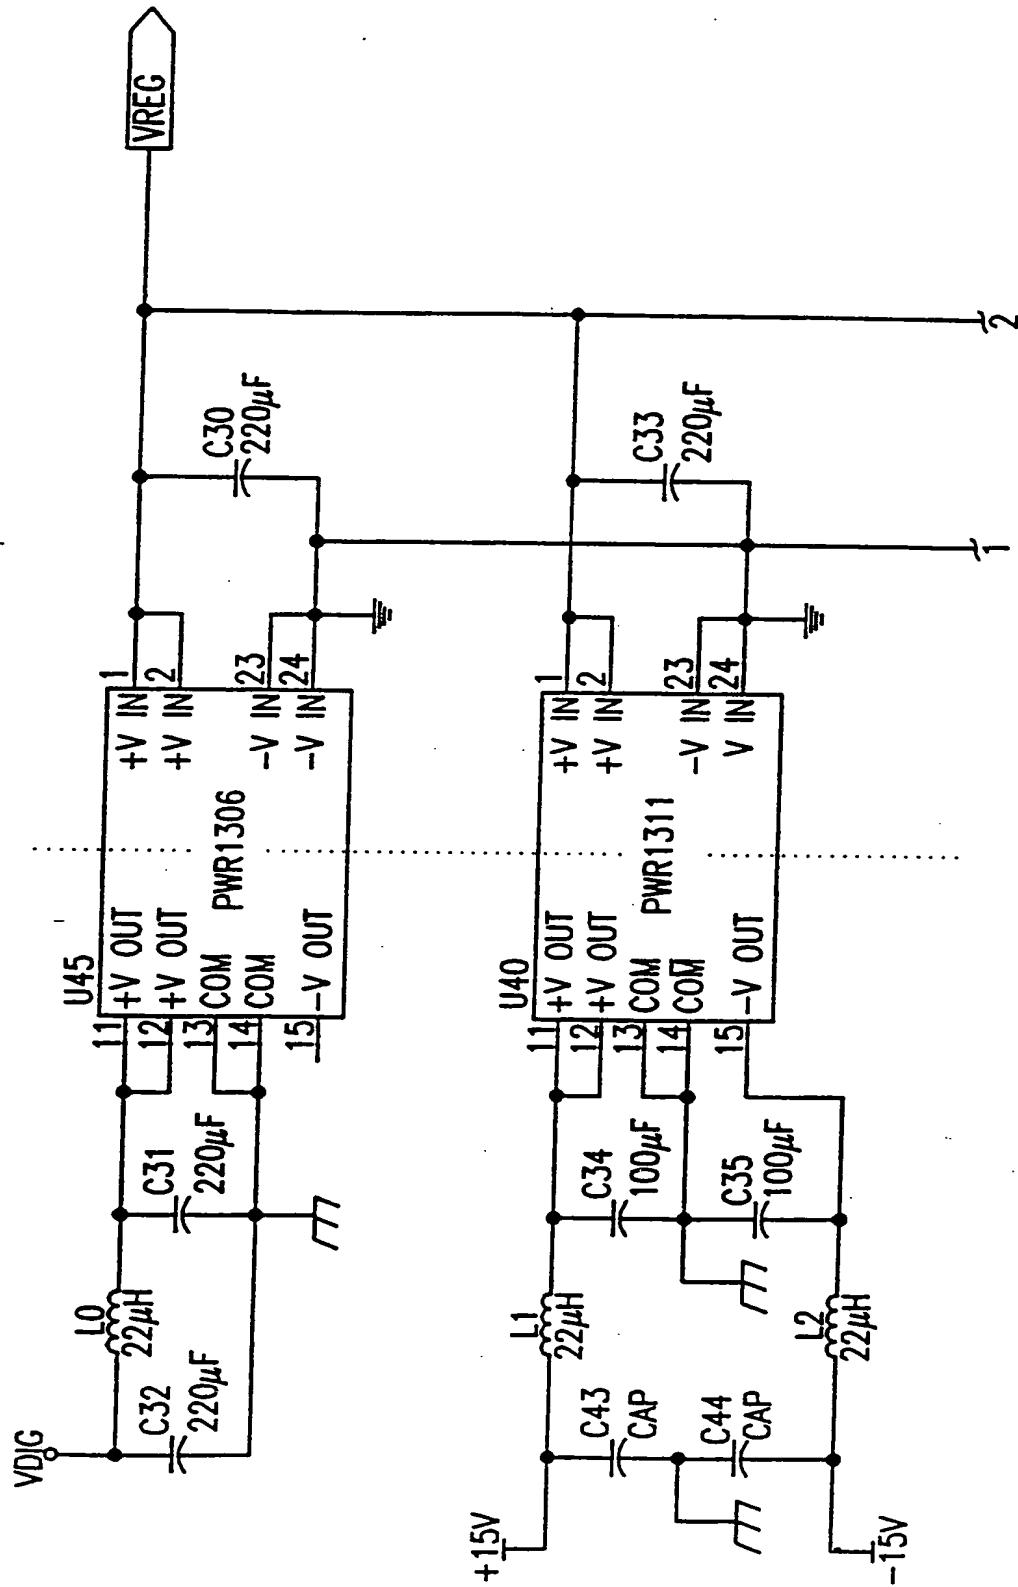 VDIG
C32
220μF
L0
22μH
C31
220μF
U45
11
12
13
14
15
+V OUT
+V OUT
COM
COM
-V OUT
PWR1306
+V IN
+V IN
-V IN
-V IN
1
2
23
24
C30
220μF
VREG
+15V
-15V
C43
CAP
C44
CAP
L1
22μH
L2
22μH
C34
100μF
C35
100μF
U40
11
12
13
14
15
+V OUT
+V OUT
COM
COM
-V OUT
PWR1311
+V IN
+V IN
-V IN
V IN
1
2
23
24
C33
220μF
1
2